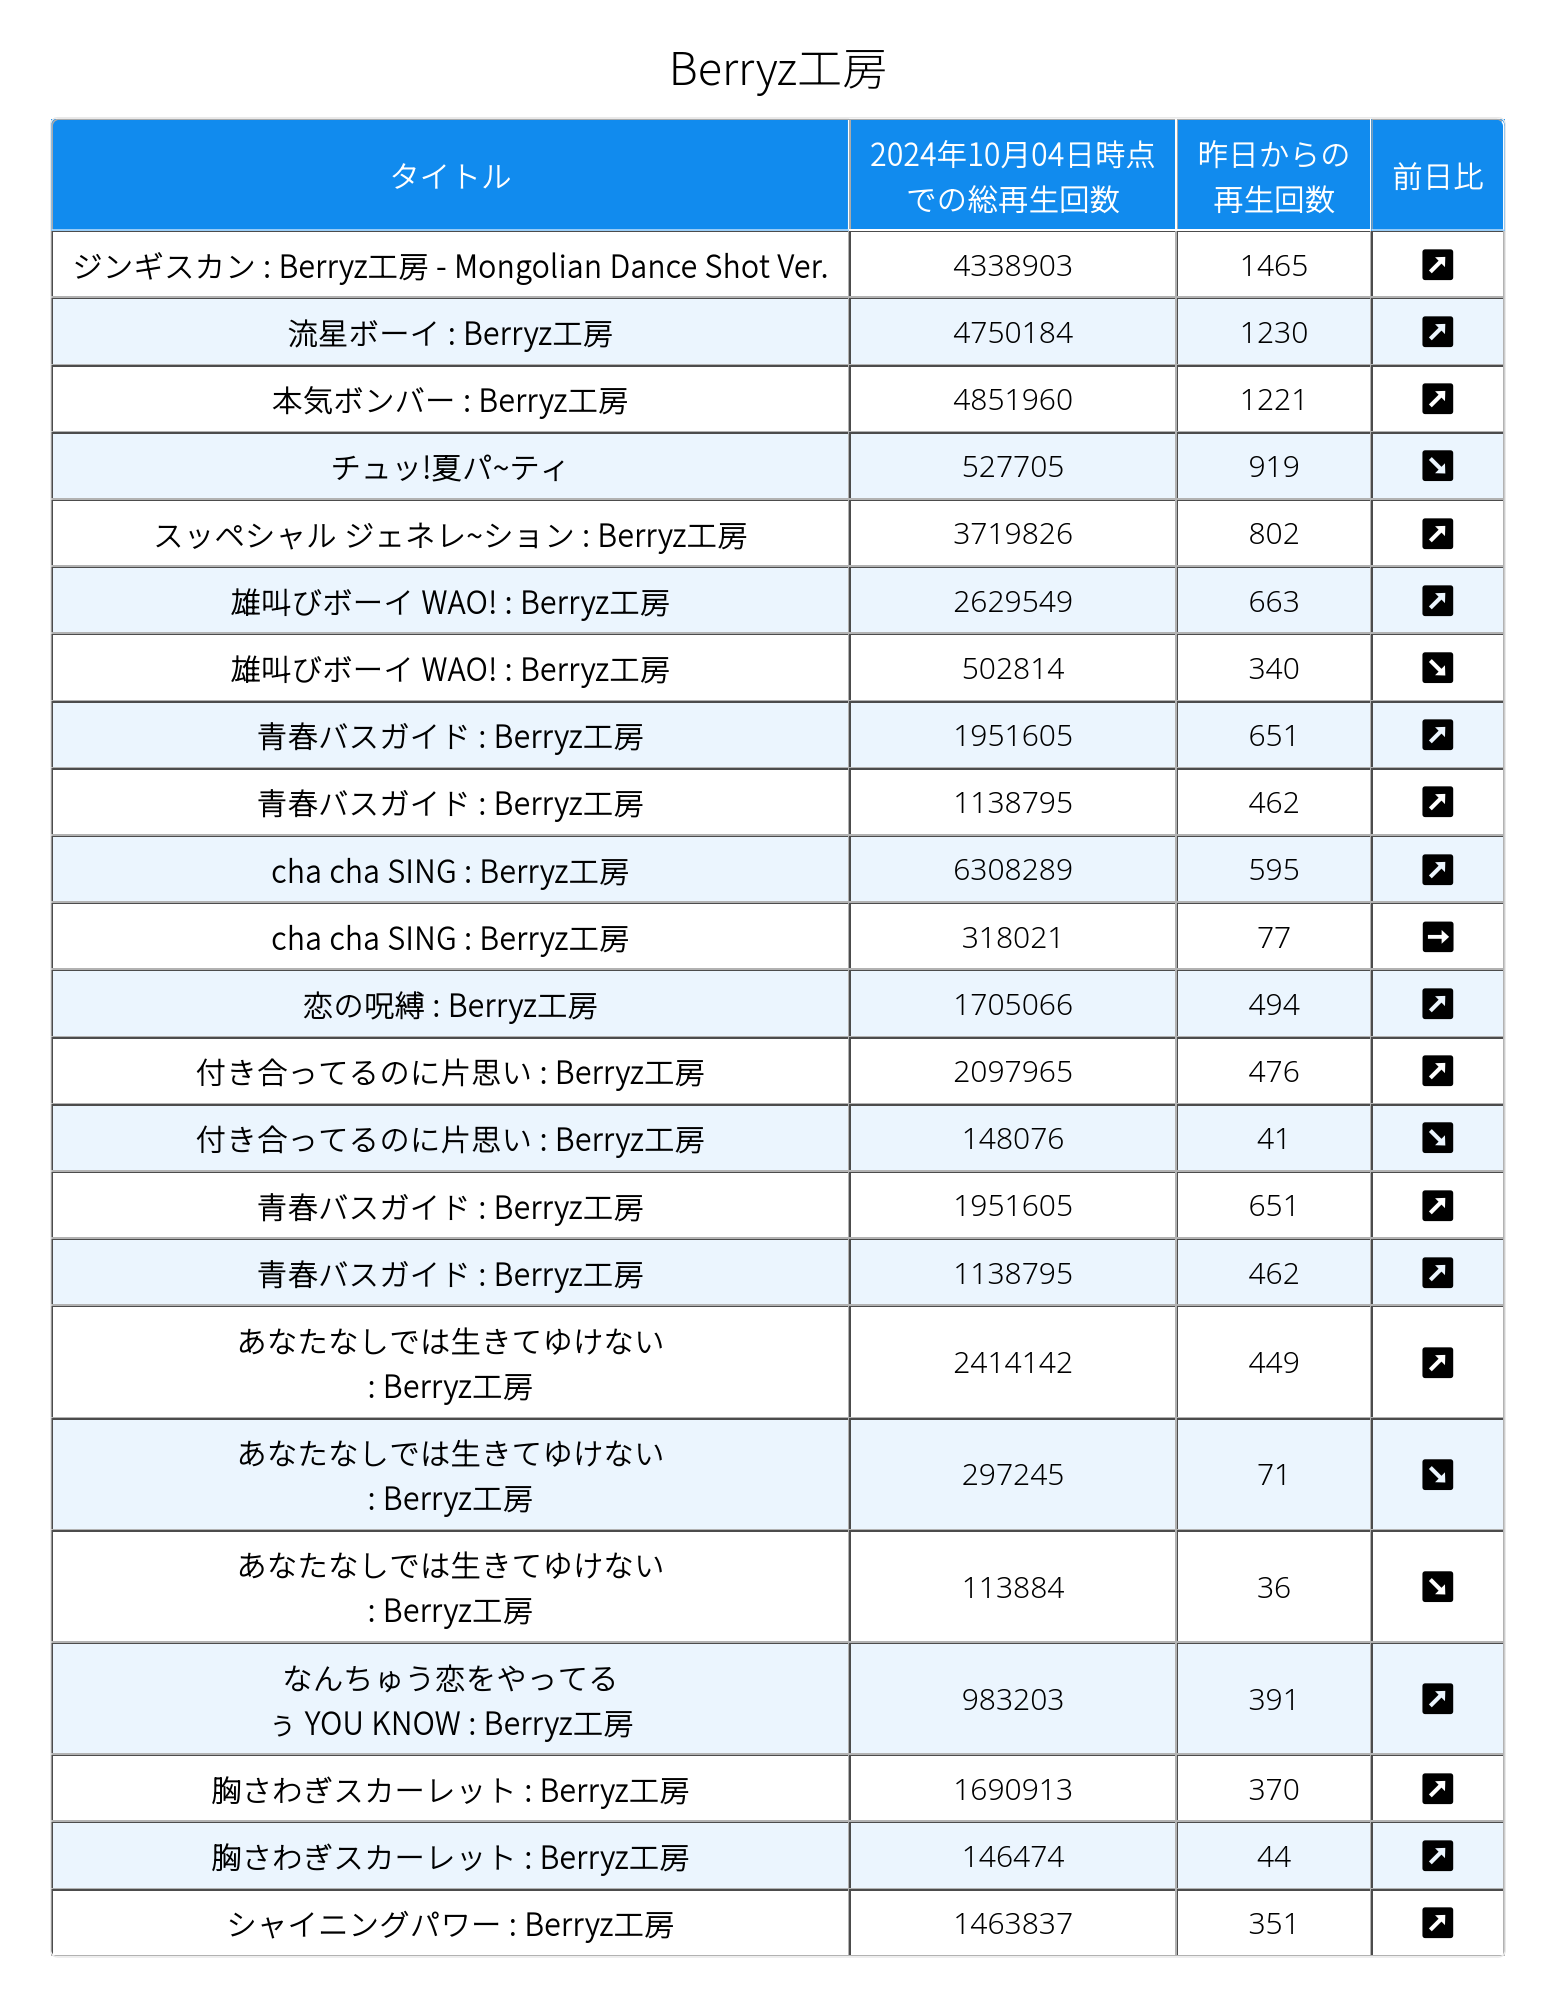 Berryz工房
タイトル
2024年10月04日時点
での総再生回数
昨日からの
再生回数
前日比
ジンギスカン : Berryz工房 - Mongolian Dance Shot Ver. 4338903 1465
流星ボーイ : Berryz工房 4750184 1230
本気ボンバー : Berryz工房 4851960 1221
チュッ!夏パ~ティ 527705 919
スッペシャル ジェネレ~ション : Berryz工房 3719826 802
雄叫びボーイ WAO! : Berryz工房 2629549 663
雄叫びボーイ WAO! : Berryz工房 502814 340
青春バスガイド : Berryz工房 1951605 651
青春バスガイド : Berryz工房 1138795 462
cha cha SING : Berryz工房 6308289 595
cha cha SING : Berryz工房 318021 77
恋の呪縛 : Berryz工房 1705066 494
付き合ってるのに片思い : Berryz工房 2097965 476
付き合ってるのに片思い : Berryz工房 148076 41
青春バスガイド : Berryz工房 1951605 651
青春バスガイド : Berryz工房 1138795 462
あなたなしでは生きてゆけない
: Berryz工房
2414142 449
あなたなしでは生きてゆけない
: Berryz工房
297245 71
あなたなしでは生きてゆけない
: Berryz工房
113884 36
なんちゅう恋をやってる
ぅ YOU KNOW : Berryz工房
983203 391
胸さわぎスカーレット : Berryz工房 1690913 370
胸さわぎスカーレット : Berryz工房 146474 44
シャイニングパワー : Berryz工房 1463837 351